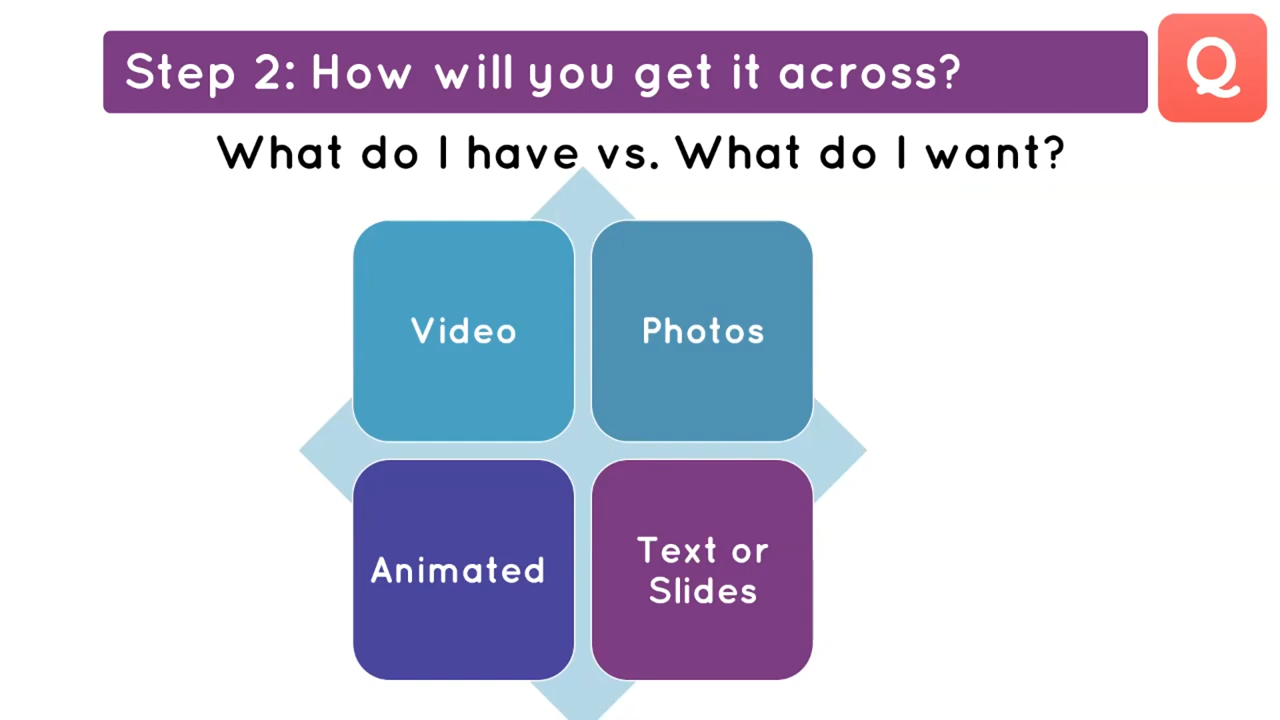 Step 2: How will you get it across?
Q
What do I have vs. What do I want?
Video
Photos
Animated
Text or
Slides